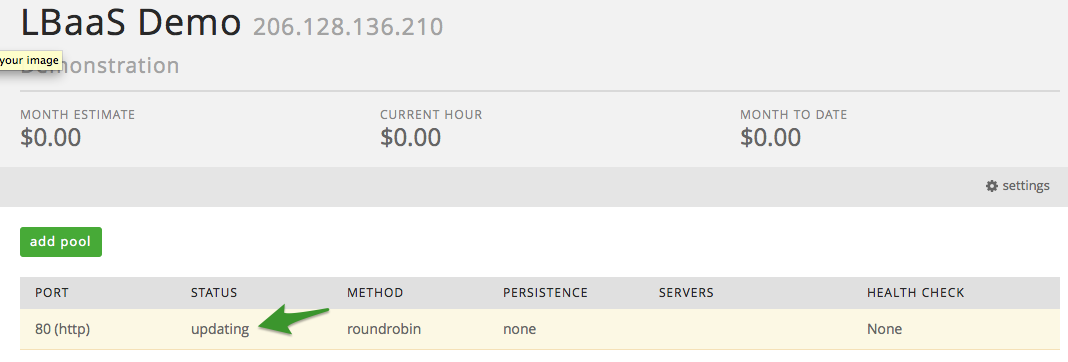 LBaaS Demo 206.128.136.210
your image
Demonstration
MONTH ESTIMATE CURRENT HOUR MONTH TO DATE
$0.00 $0.00 $0.00
settings
add pool
PORT STATUS METHOD PERSISTENCE SERVERS HEALTH CHECK
80 (http) updating roundrobin none None